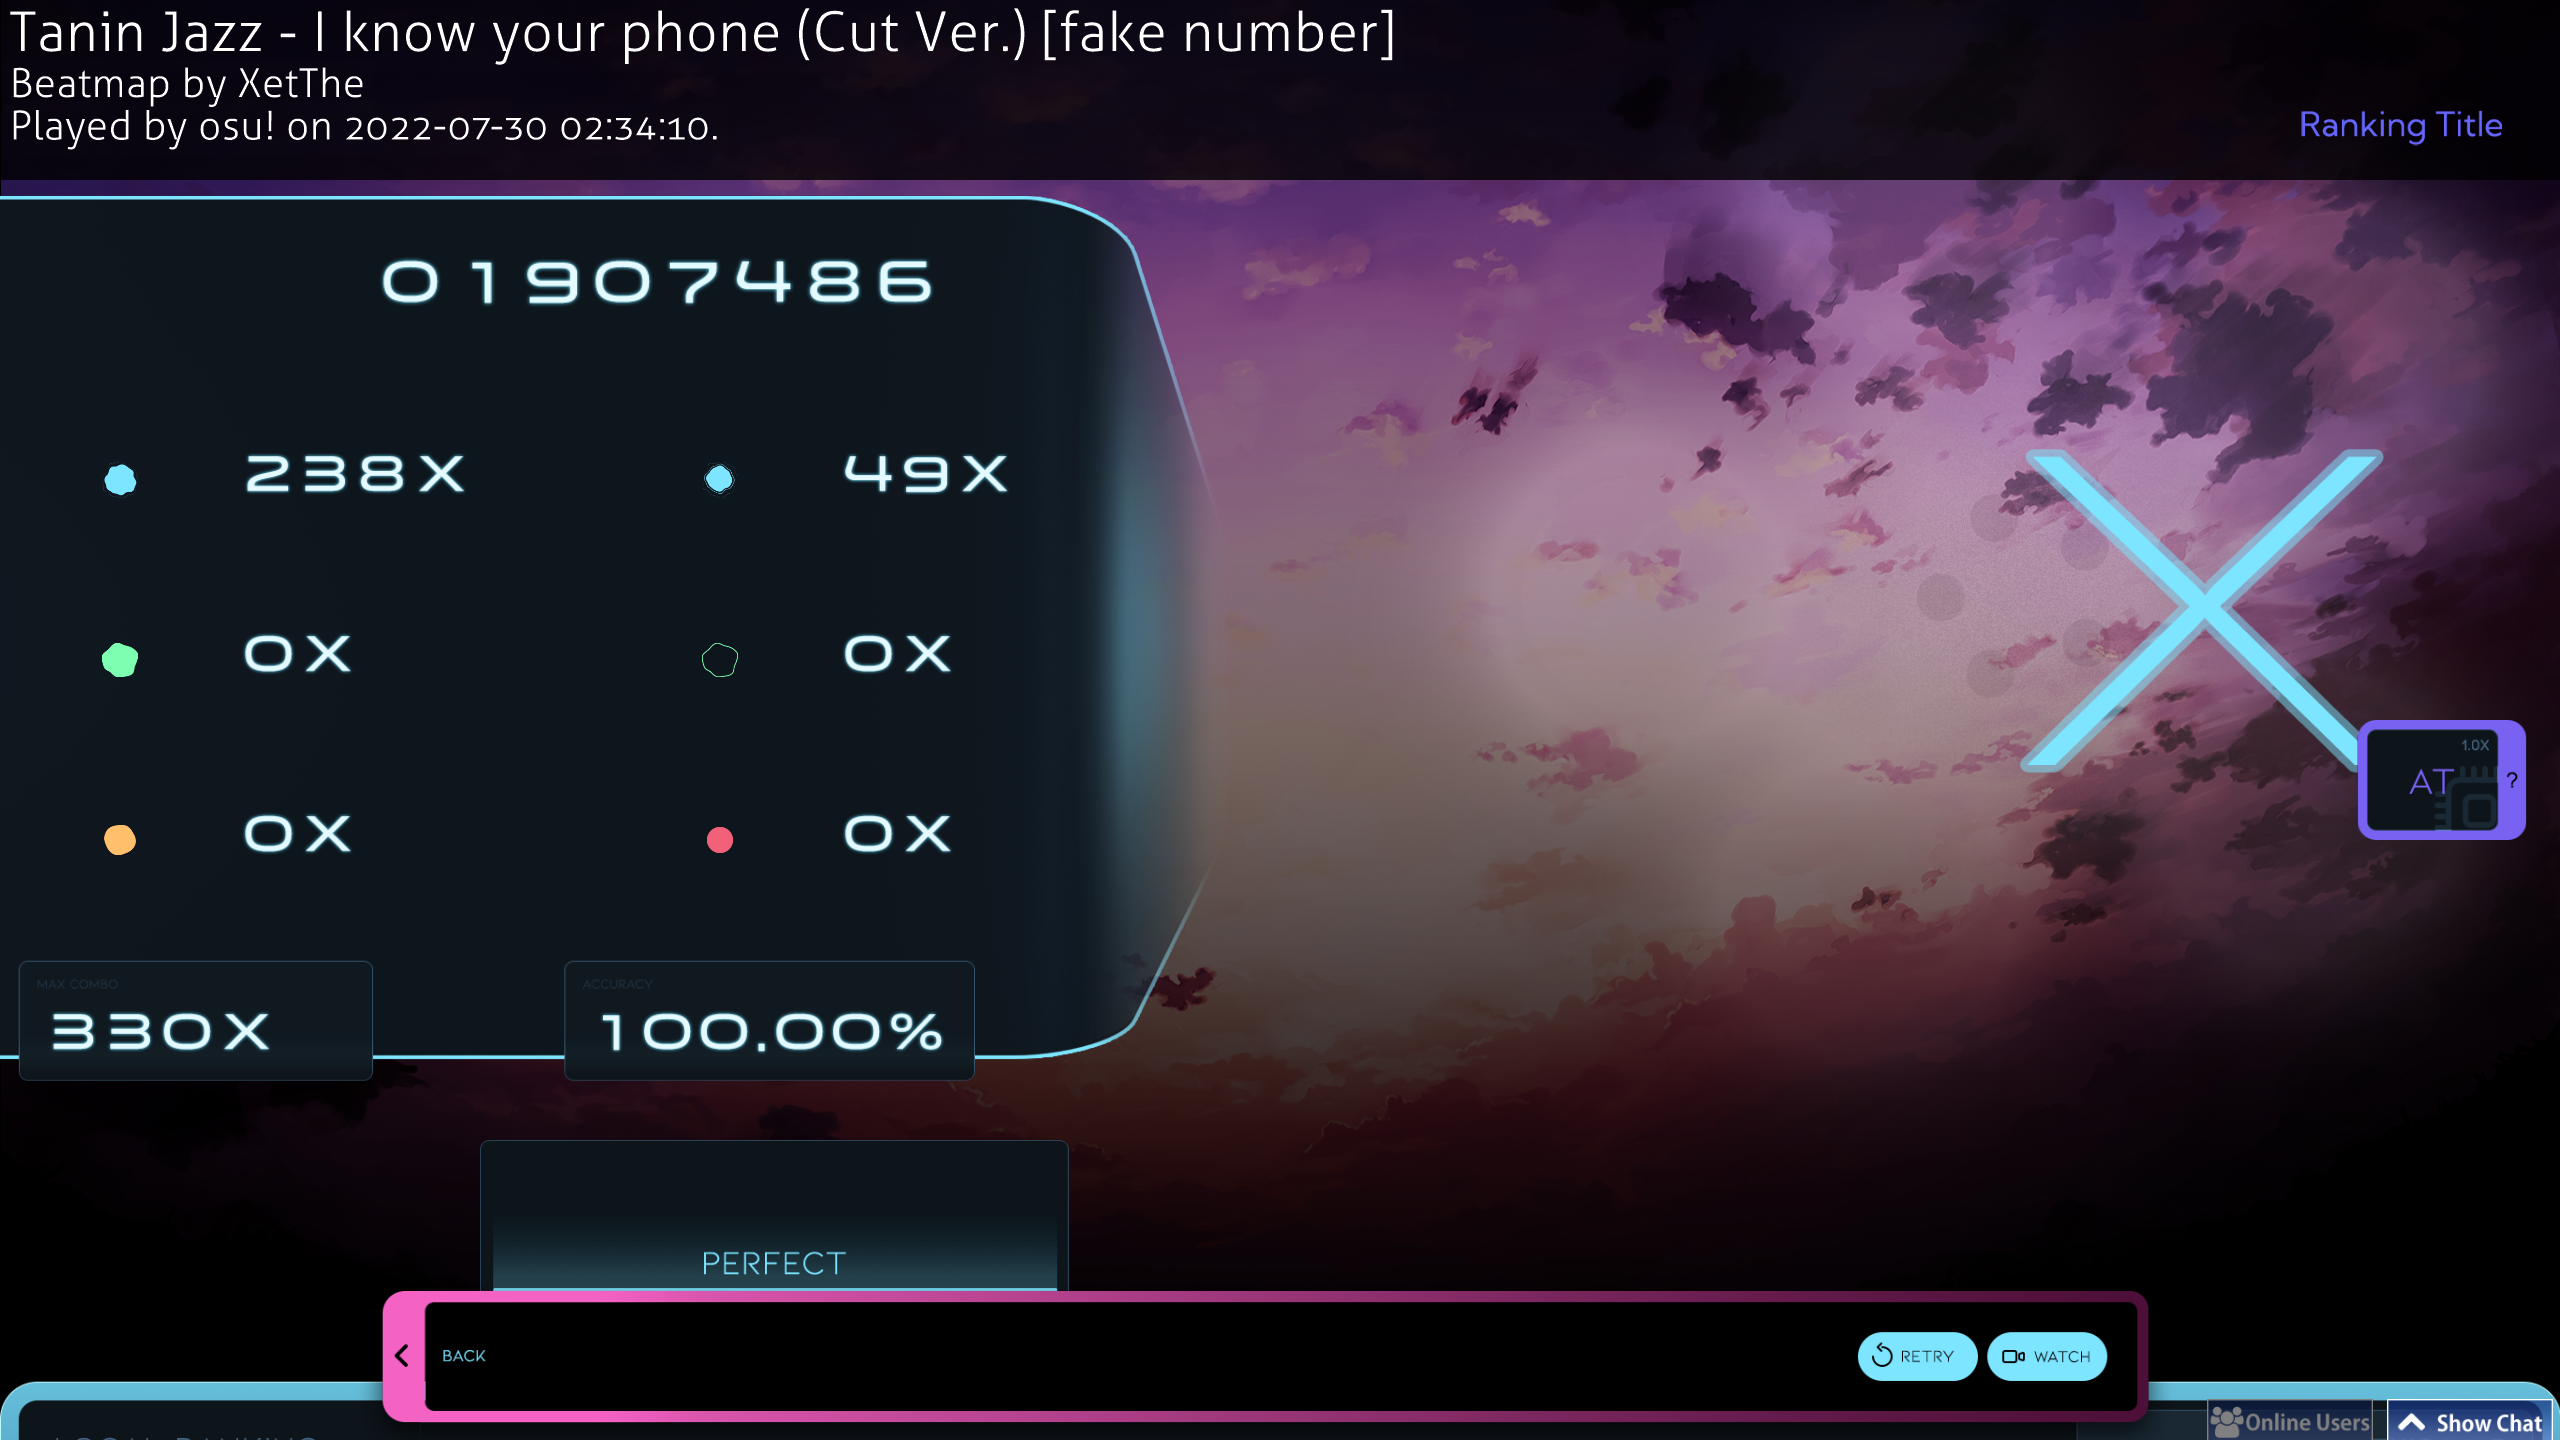 Tanin Jazz - I know your phone (Cut Ver.) [fake number]
Beatmap by XetThe
Played by osu! on 2022-07-30 02:34:10.
Ranking Title
01907486
238X 49X
0X 0X
0X 0X
1.0X
AT ?
MAX COMBO ACCURACY
330X 100.00%
PERFECT
BACK RETRY WATCH
Online Users Show Chat